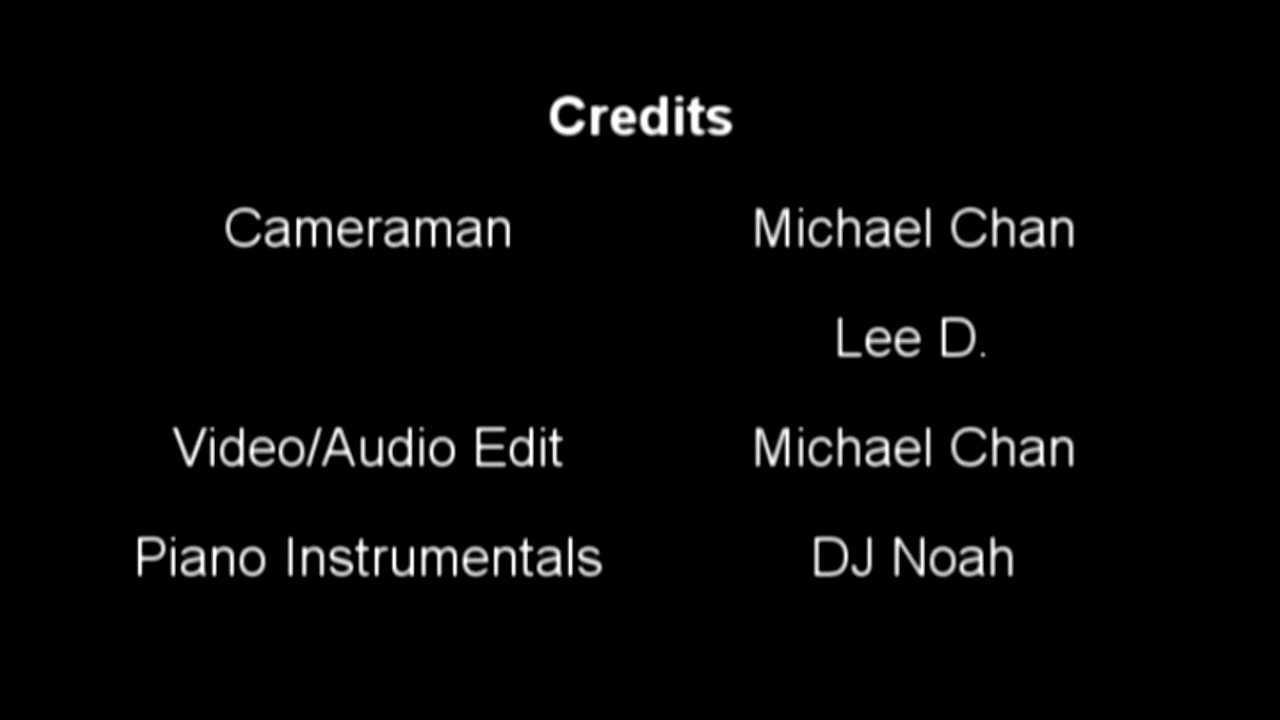 Credits
Cameraman Michael Chan
Lee D.
Video/Audio Edit Michael Chan
Piano Instrumentals DJ Noah